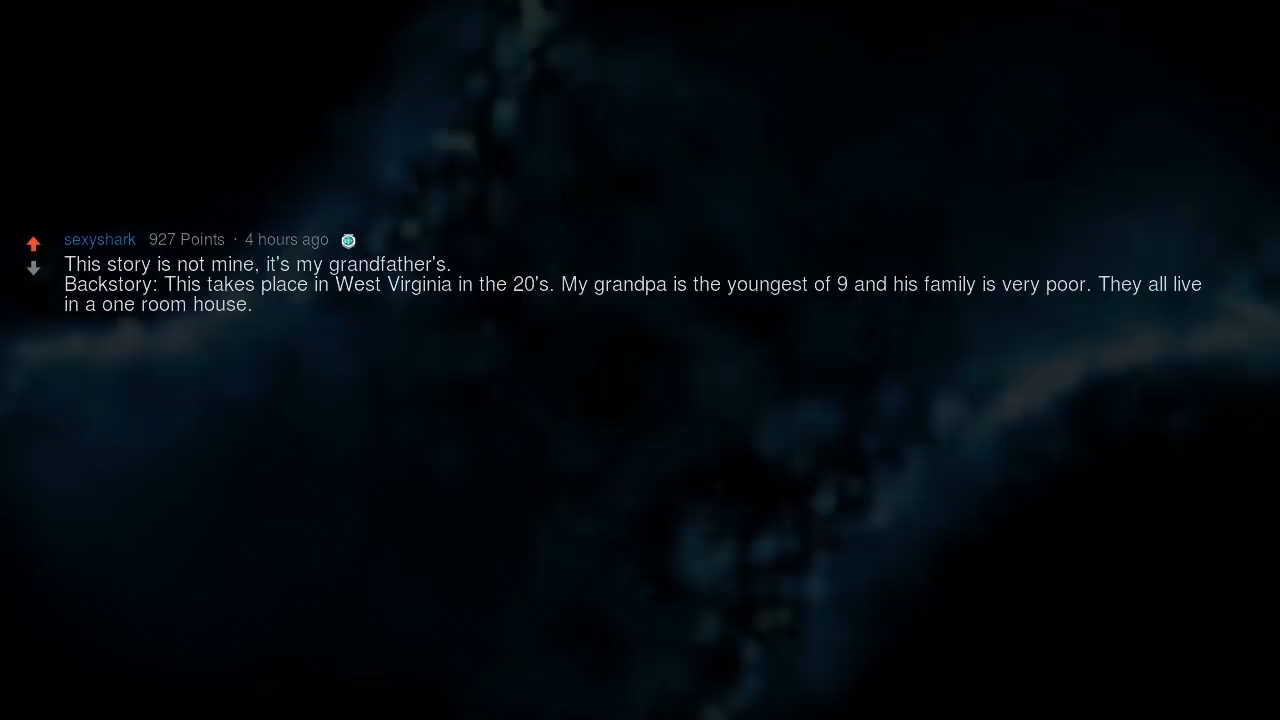 sexyshark 927 Points · 4 hours ago
This story is not mine, it's my grandfather's.
Backstory: This takes place in West Virginia in the 20's. My grandpa is the youngest of 9 and his family is very poor. They all live
in a one room house.